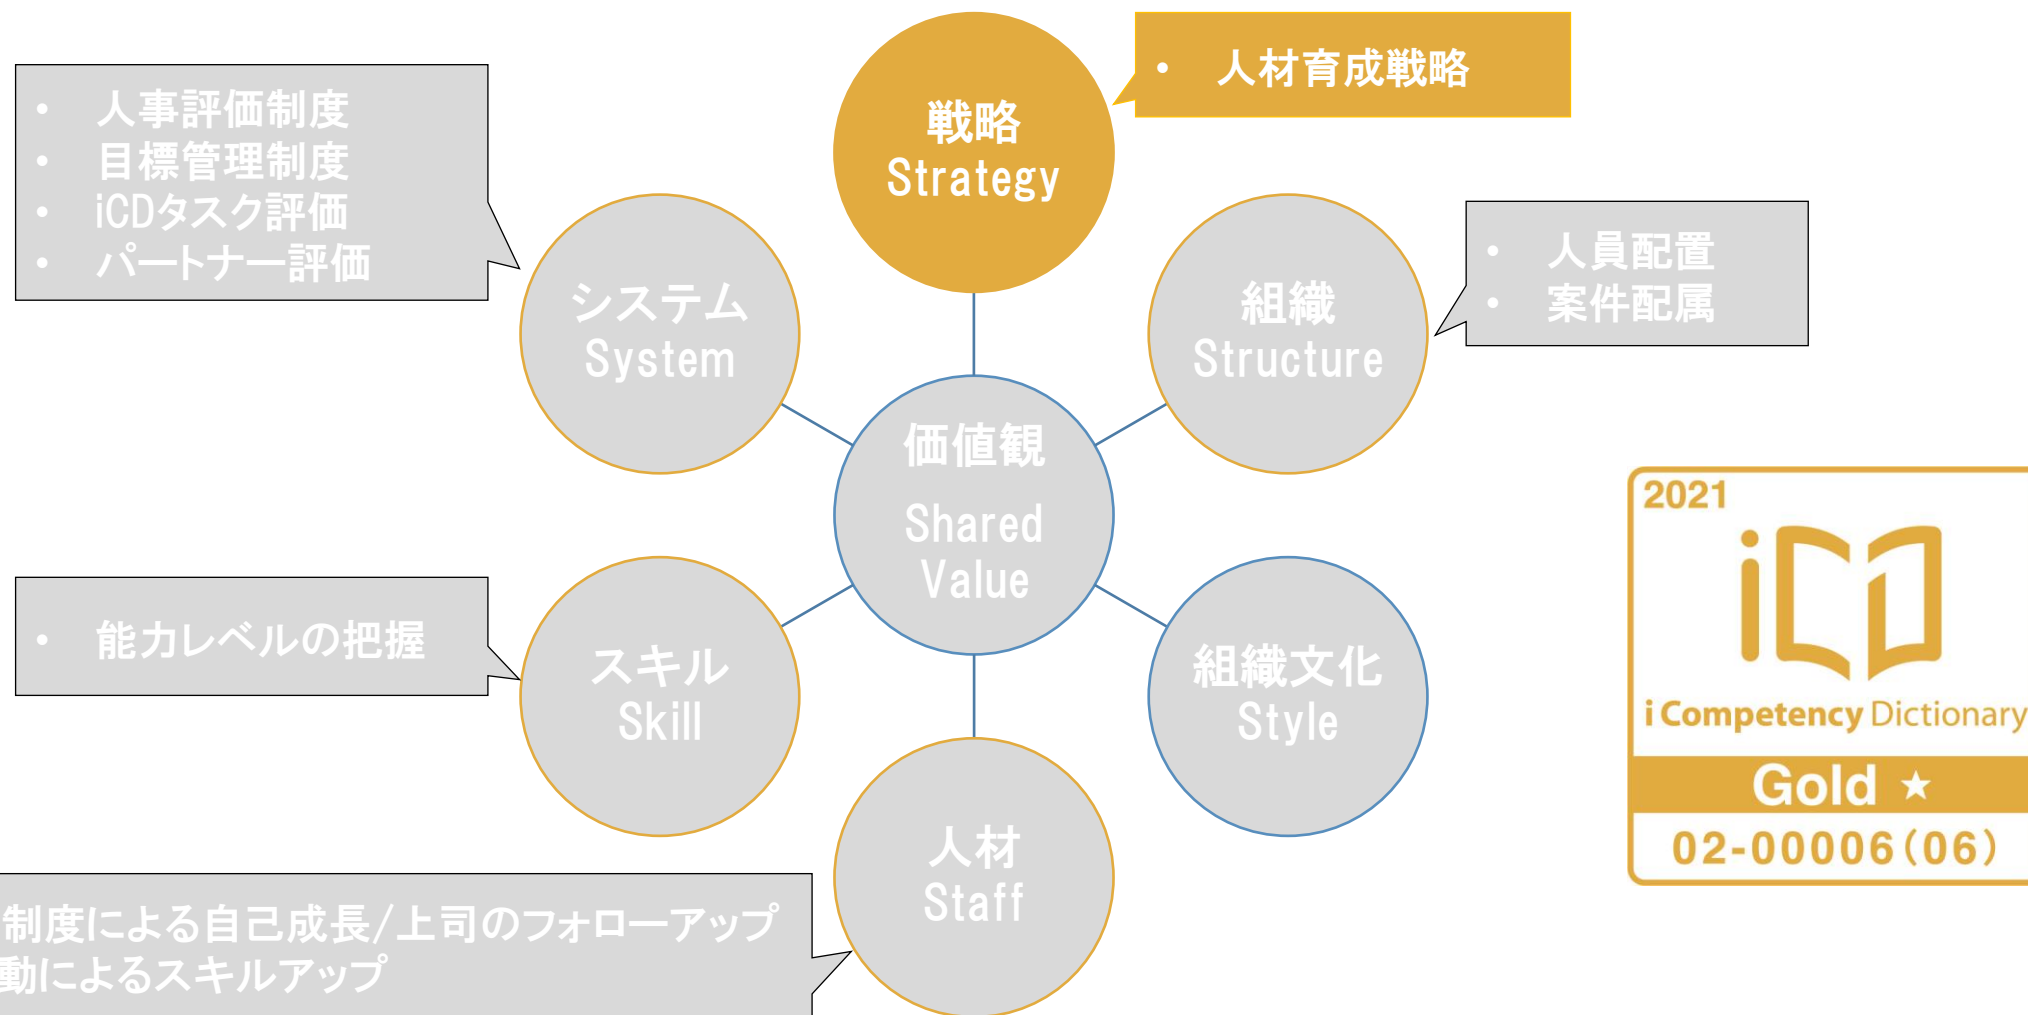 • 人材育成戦略
戦略
Strategy
• 人事評価制度
• 目標管理制度
• iCDタスク評価
• パートナー評価
システム
System
組織
Structure
• 人員配置
• 案件配属
価値観
Shared
Value
2021
iCD
i Competency Dictionary
Gold ★
02-00006(06)
• 能力レベルの把握
スキル
Skill
組織文化
Style
人材
Staff
制度による自己成長/上司のフォローアップ
動によるスキルアップ